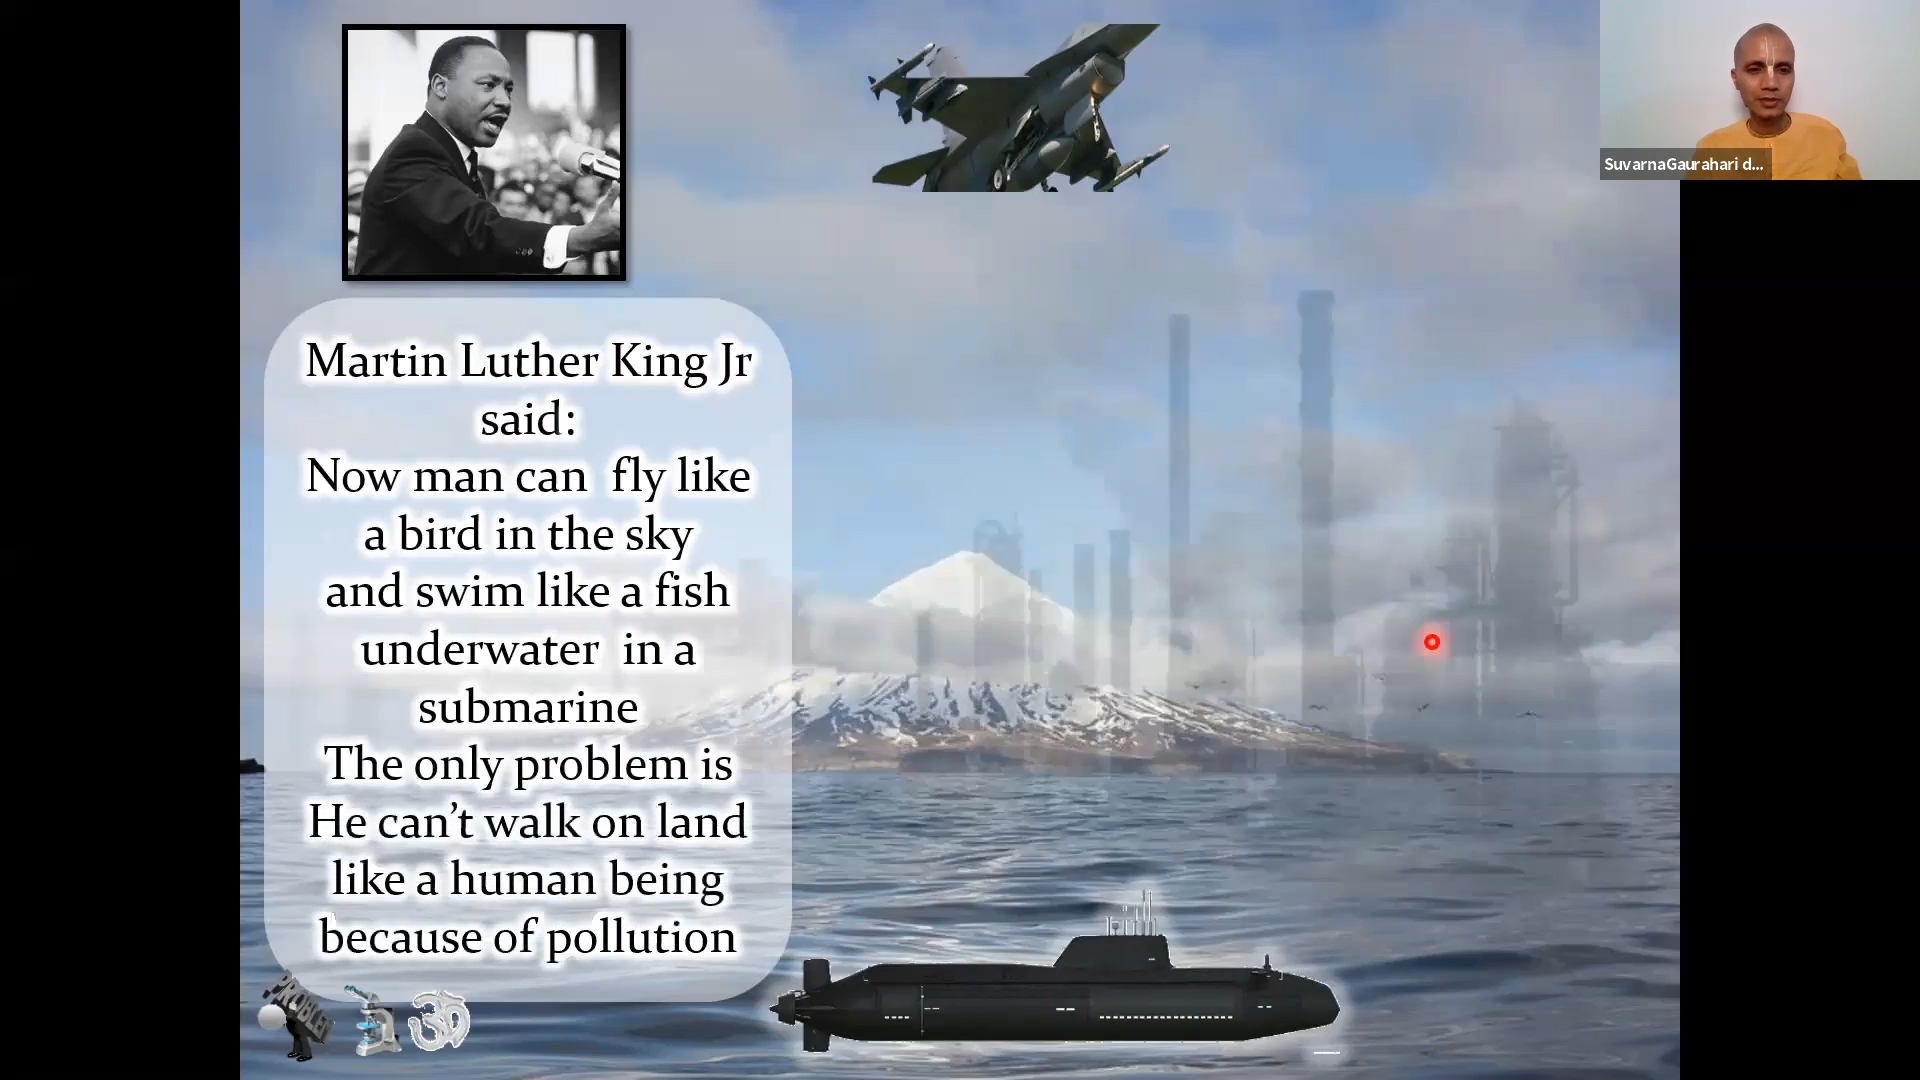 Martin Luther King Jr
said:
Now man can fly like
a bird in the sky
and swim like a fish
underwater in a
submarine
The only problem is
He can’t walk on land
like a human being
because of pollution
SuvarnaGaurahari d...
PROBLEM
ॐ